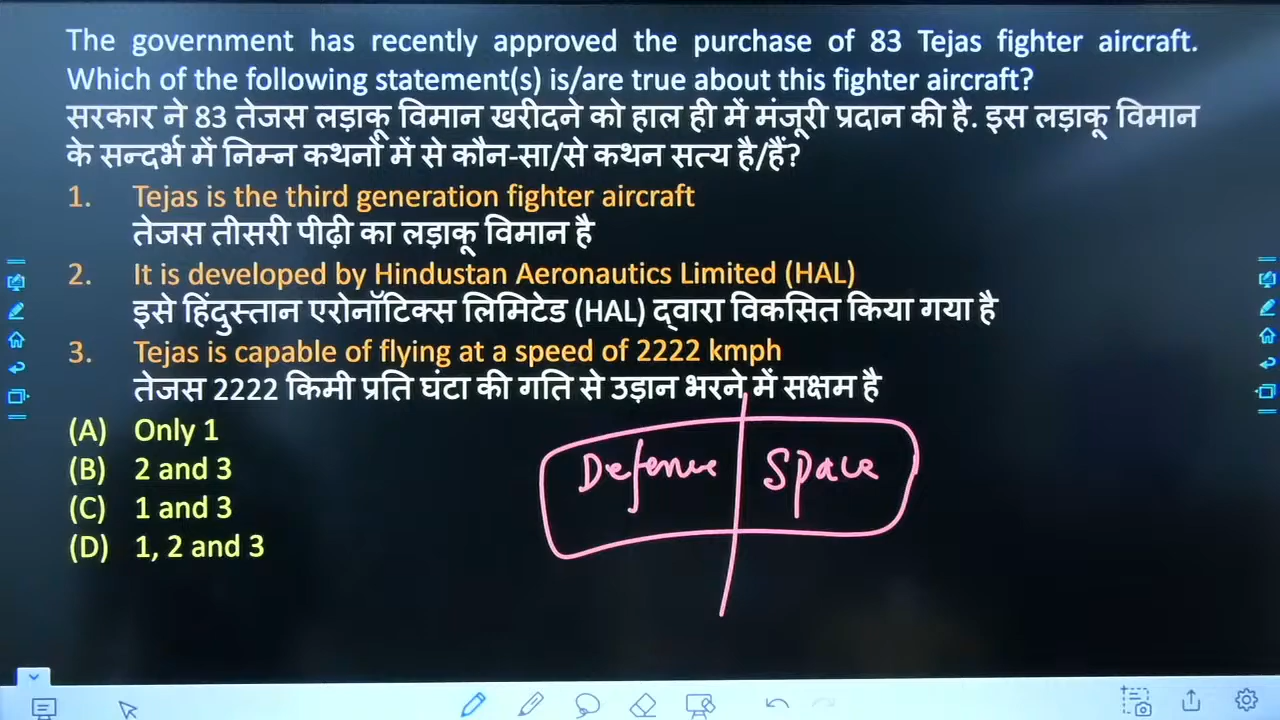 The government has recently approved the purchase of 83 Tejas fighter aircraft.
Which of the following statement(s) is/are true about this fighter aircraft?
सरकार ने 83 तेजस लड़ाकू विमान खरीदने को हाल ही में मंजूरी प्रदान की है. इस लड़ाकू विमान
के सन्दर्भ में निम्न कथनों में से कौन-सा/से कथन सत्य है/हैं?
1. Tejas is the third generation fighter aircraft
तेजस तीसरी पीढ़ी का लड़ाकू विमान है
2. It is developed by Hindustan Aeronautics Limited (HAL)
इसे हिंदुस्तान एरोनॉटिक्स लिमिटेड (HAL) द्वारा विकसित किया गया है
3. Tejas is capable of flying at a speed of 2222 kmph
तेजस 2222 किमी प्रति घंटा की गति से उड़ान भरने में सक्षम है
(A) Only 1
(B) 2 and 3
(C) 1 and 3
(D) 1, 2 and 3
Defence Space